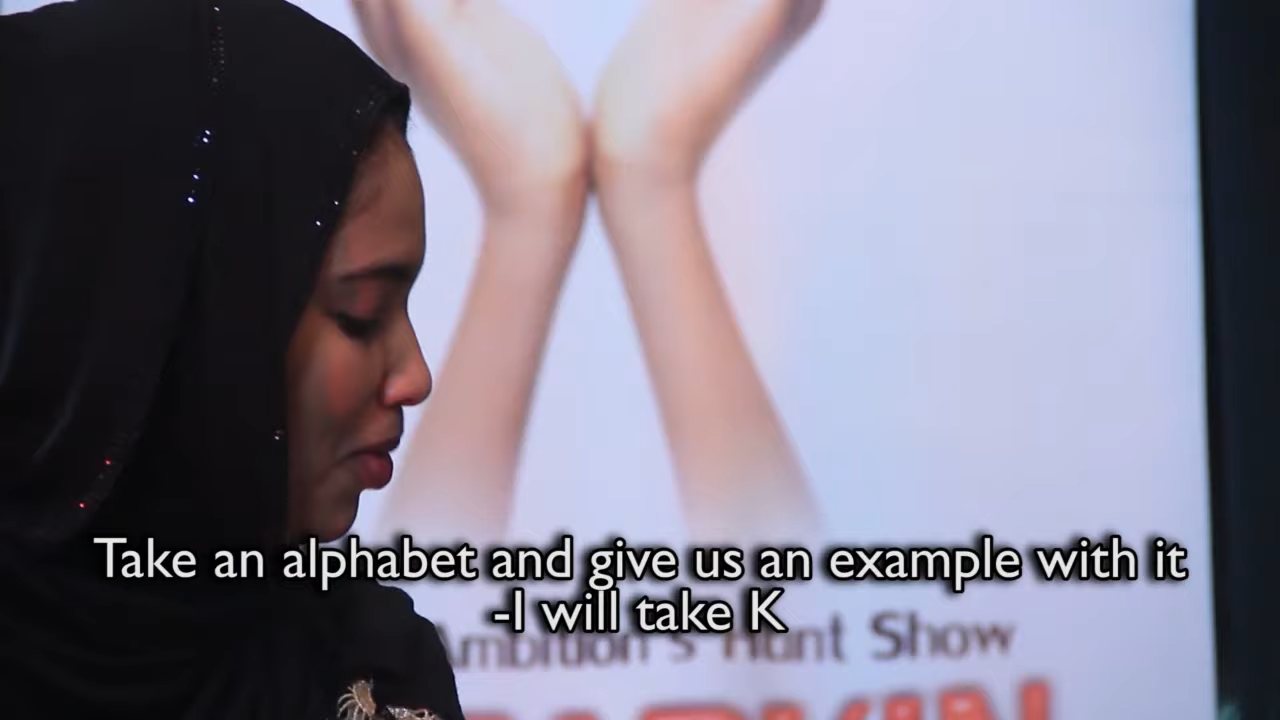 Take an alphabet and give us an example with it
-I will take K
Ambition's Hunt Show